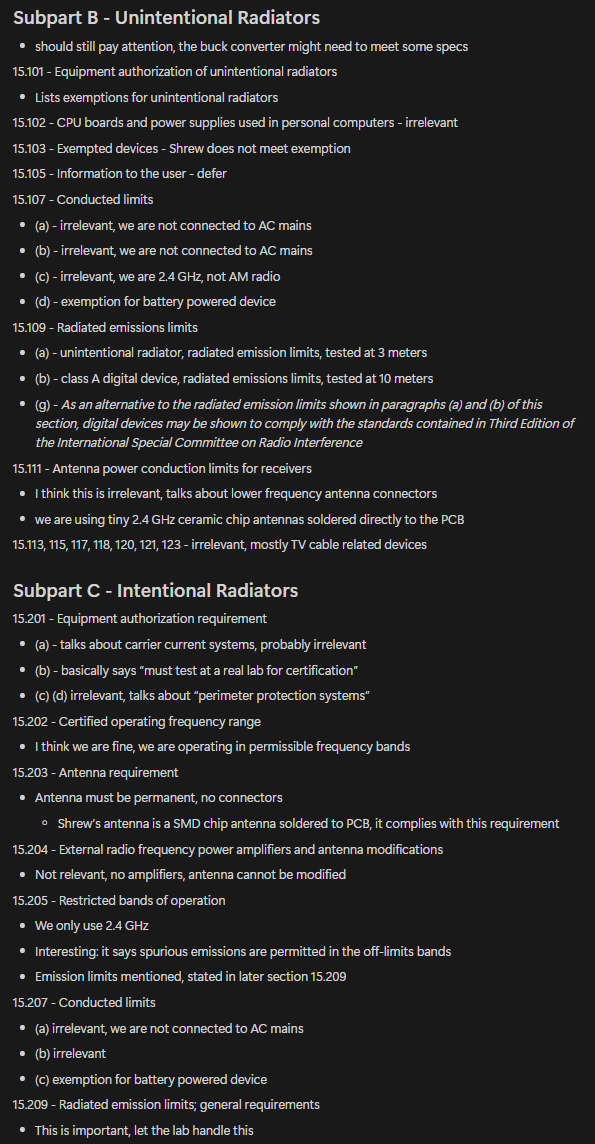 Subpart B - Unintentional Radiators
• should still pay attention, the buck converter might need to meet some specs
15.101 - Equipment authorization of unintentional radiators
• Lists exemptions for unintentional radiators
15.102 - CPU boards and power supplies used in personal computers - irrelevant
15.103 - Exempted devices - Shrew does not meet exemption
15.105 - Information to the user - defer
15.107 - Conducted limits
• (a) - irrelevant, we are not connected to AC mains
• (b) - irrelevant, we are not connected to AC mains
• (c) - irrelevant, we are 2.4 GHz, not AM radio
• (d) - exemption for battery powered device
15.109 - Radiated emissions limits
• (a) - unintentional radiator, radiated emission limits, tested at 3 meters
• (b) - class A digital device, radiated emissions limits, tested at 10 meters
• (g) - As an alternative to the radiated emission limits shown in paragraphs (a) and (b) of this
section, digital devices may be shown to comply with the standards contained in Third Edition of
the International Special Committee on Radio Interference
15.111 - Antenna power conduction limits for receivers
• I think this is irrelevant, talks about lower frequency antenna connectors
• we are using tiny 2.4 GHz ceramic chip antennas soldered directly to the PCB
15.113, 115, 117, 118, 120, 121, 123 - irrelevant, mostly TV cable related devices
Subpart C - Intentional Radiators
15.201 - Equipment authorization requirement
• (a) - talks about carrier current systems, probably irrelevant
• (b) - basically says “must test at a real lab for certification”
• (c) (d) irrelevant, talks about “perimeter protection systems”
15.202 - Certified operating frequency range
• I think we are fine, we are operating in permissible frequency bands
15.203 - Antenna requirement
• Antenna must be permanent, no connectors
◦ Shrew’s antenna is a SMD chip antenna soldered to PCB, it complies with this requirement
15.204 - External radio frequency power amplifiers and antenna modifications
• Not relevant, no amplifiers, antenna cannot be modified
15.205 - Restricted bands of operation
• We only use 2.4 GHz
• Interesting: it says spurious emissions are permitted in the off-limits bands
• Emission limits mentioned, stated in later section 15.209
15.207 - Conducted limits
• (a) irrelevant, we are not connected to AC mains
• (b) irrelevant
• (c) exemption for battery powered device
15.209 - Radiated emission limits; general requirements
• This is important, let the lab handle this